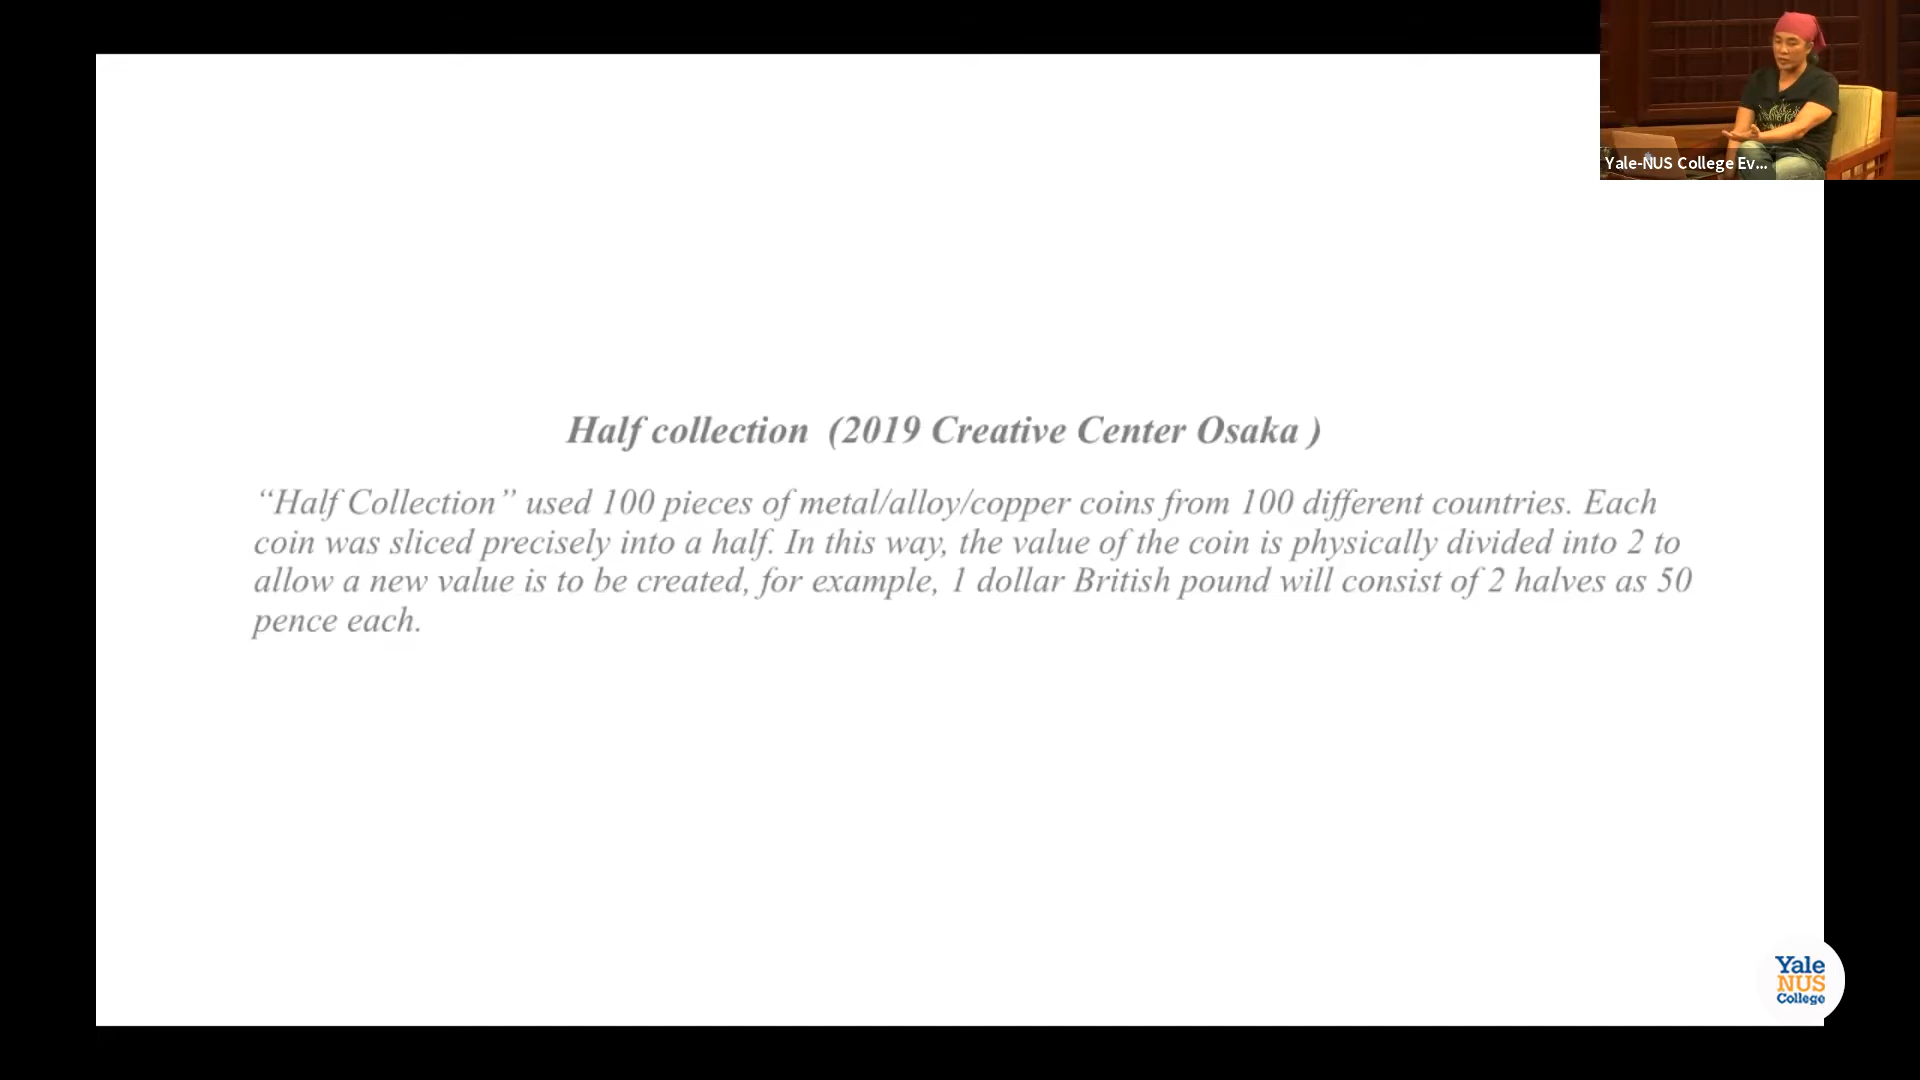 Yale-NUS College Ev...
Half collection (2019 Creative Center Osaka )
“Half Collection” used 100 pieces of metal/alloy/copper coins from 100 different countries. Each
coin was sliced precisely into a half. In this way, the value of the coin is physically divided into 2 to
allow a new value is to be created, for example, 1 dollar British pound will consist of 2 halves as 50
pence each.
Yale
NUS
College